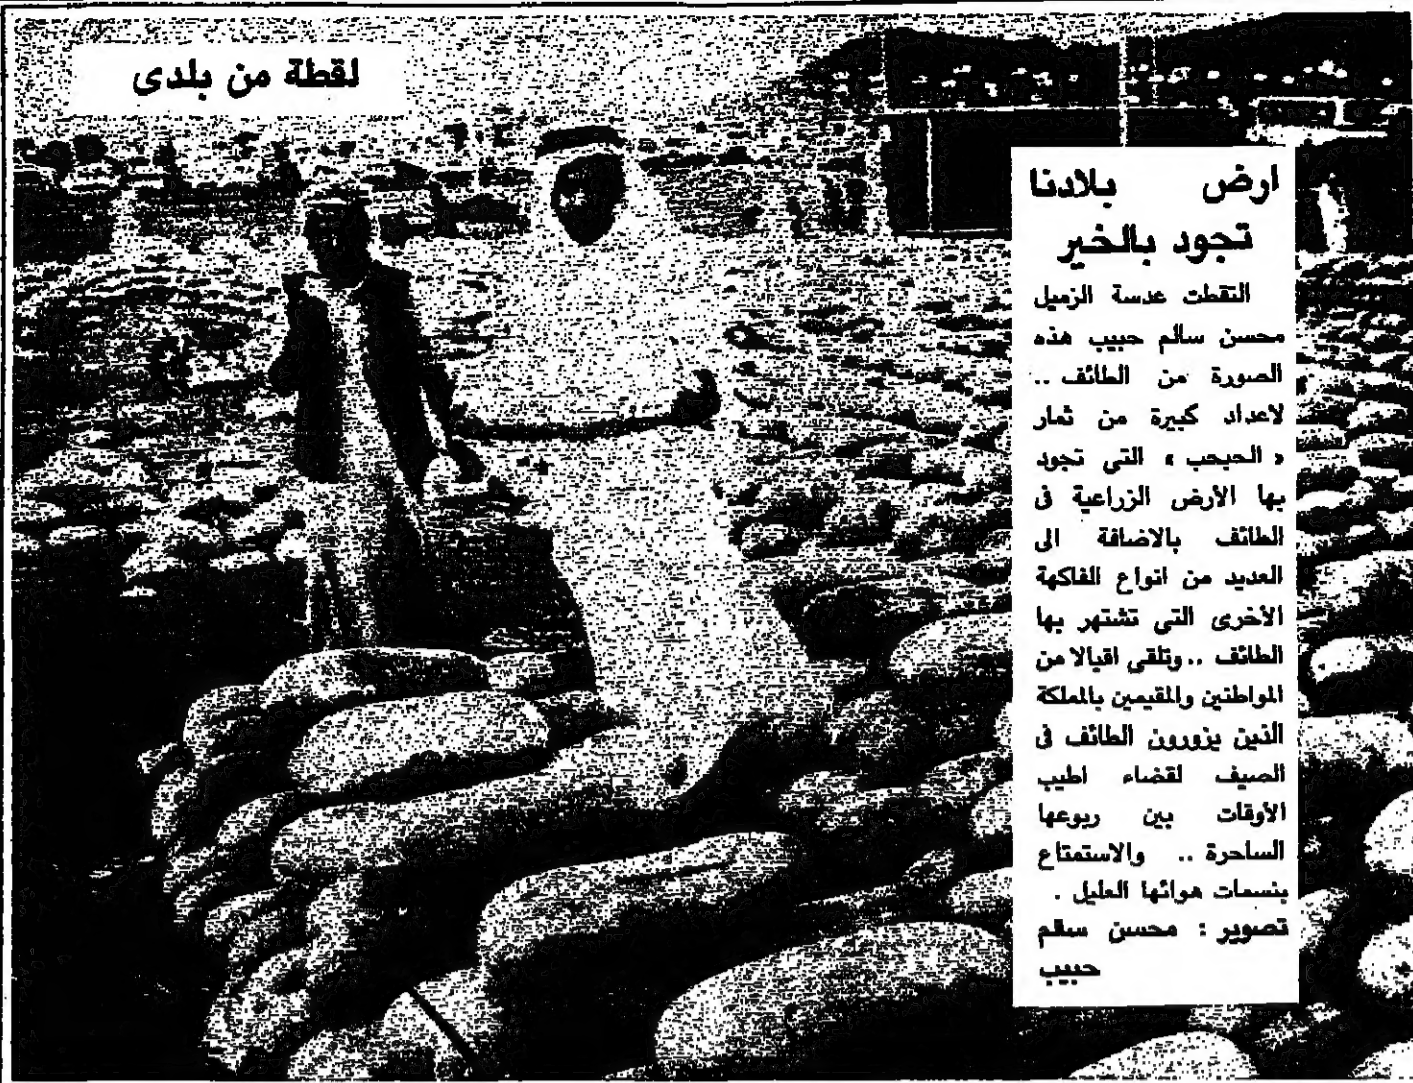 لقطة من بلدى
ارض بلادنا
تجود بالخير
التقطت عدسة الزميل
محسن سالم حبيب هذه
الصورة من الطائف ..
لاعداد كبيرة من ثمار
« الحبحب » التي تجود
بها الأرض الزراعية فى
الطائف بالاضافة الى
العديد من انواع الفاكهة
الأخرى التي تشتهر بها
الطائف .. وتلقى اقبالا من
المواطنين والمقيمين بالمملكة
الذين يزورون الطائف فى
الصيف لقضاء اطيب
الأوقات بين ربوعها
الساحرة .. والاستمتاع
بنسمات هوائها العليل .
تصوير : محسن سالم
حبيب